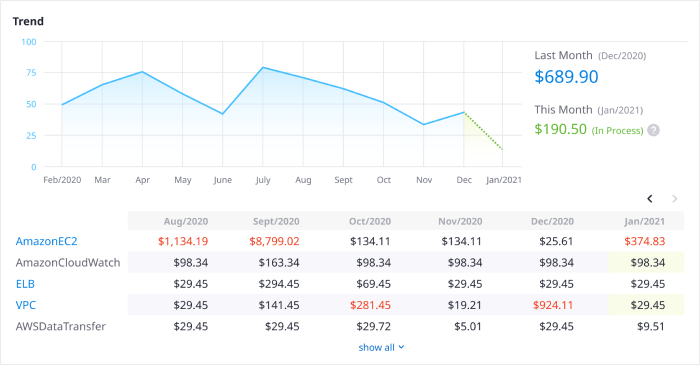 Trend
100
75
50
25
0
Feb/2020 Mar Apr May June July Aug Sept Oct Nov Dec Jan/2021
Last Month (Dec/2020)
$689.90
This Month (Jan/2021)
$190.50 (In Process) ?
Aug/2020 Sept/2020 Oct/2020 Nov/2020 Dec/2020 Jan/2021
AmazonEC2 $1,134.19 $8,799.02 $134.11 $134.11 $25.61 $374.83
AmazonCloudWatch $98.34 $163.34 $98.34 $98.34 $98.34 $98.34
ELB $29.45 $294.45 $69.45 $29.45 $29.45 $29.45
VPC $29.45 $141.45 $281.45 $19.21 $924.11 $29.45
AWSDataTransfer $29.45 $29.45 $29.72 $5.01 $29.45 $9.51
show all